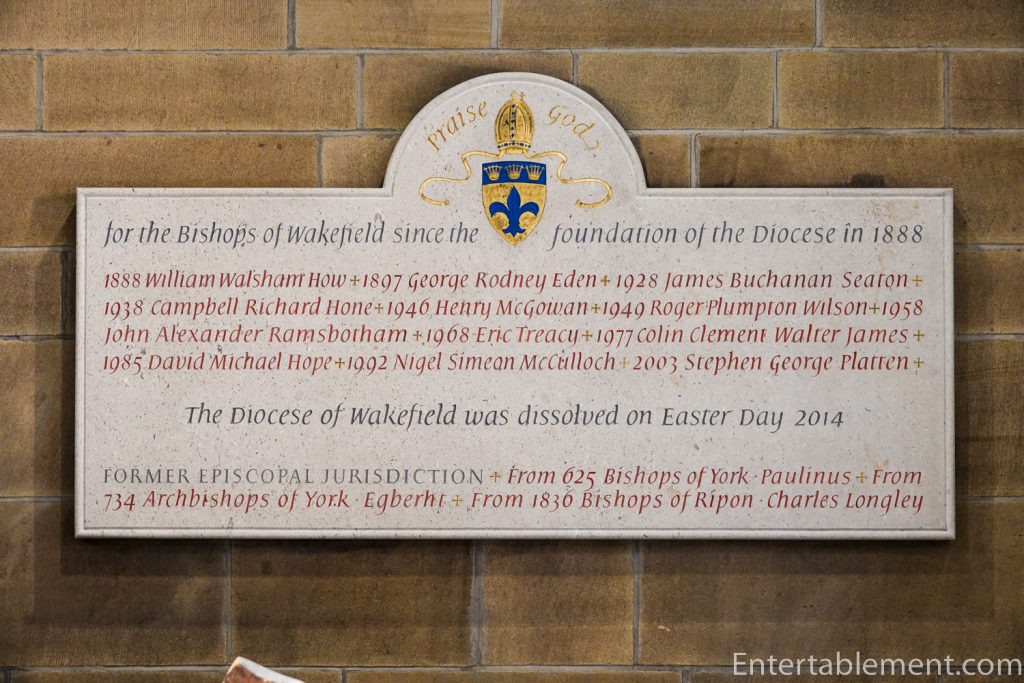 Praise God
for the Bishops of Wakefield since the foundation of the Diocese in 1888
1888 William Walsham How + 1897 George Rodney Eden + 1928 James Buchanan Seaton +
1938 Campbell Richard Hone + 1946 Henry McGowan + 1949 Roger Plumpton Wilson + 1958
John Alexander Ramsbotham + 1968 Eric Treacy + 1977 Colin Clement Walter James +
1985 David Michael Hope + 1992 Nigel Simeon McCulloch + 2003 Stephen George Platten +
The Diocese of Wakefield was dissolved on Easter Day 2014
FORMER EPISCOPAL JURISDICTION + From 625 Bishops of York · Paulinus + From
734 Archbishops of York · Egberht + From 1836 Bishops of Ripon · Charles Longley
Entertablement.com